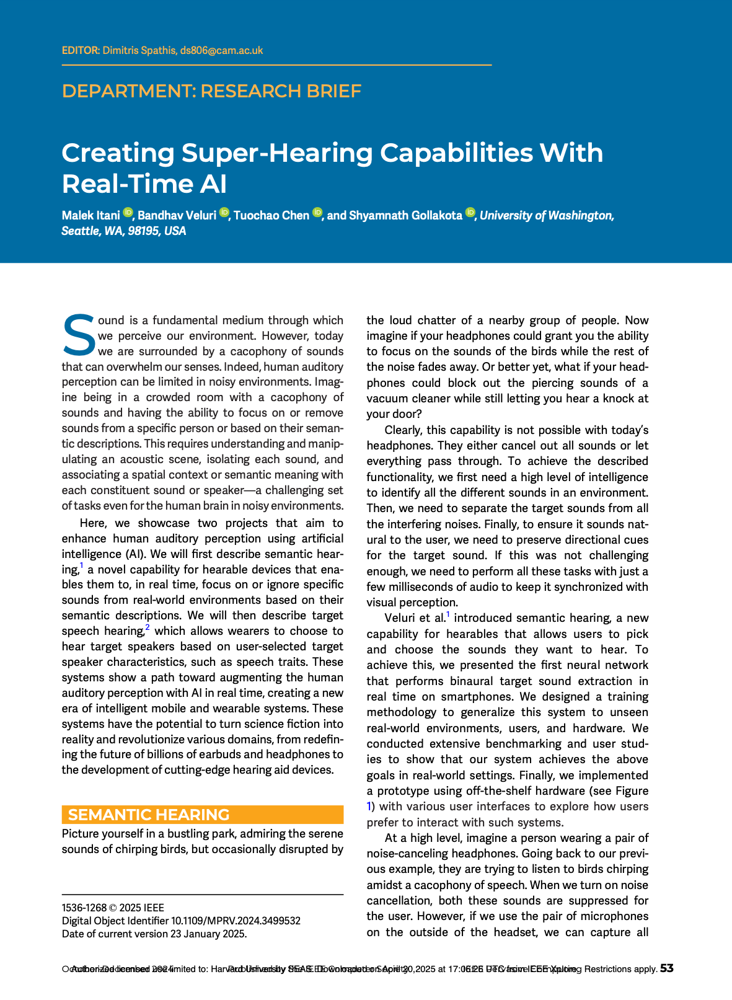 EDITOR: Dimitris Spathis, ds806@cam.ac.uk
DEPARTMENT: RESEARCH BRIEF
Creating Super-Hearing Capabilities With
Real-Time AI
Malek Itani iD, Bandhav Veluri iD, Tuochao Chen iD, and Shyamnath Gollakota iD, University of Washington,
Seattle, WA, 98195, USA
Sound is a fundamental medium through which
we perceive our environment. However, today
we are surrounded by a cacophony of sounds
that can overwhelm our senses. Indeed, human auditory
perception can be limited in noisy environments. Imag-
ine being in a crowded room with a cacophony of
sounds and having the ability to focus on or remove
sounds from a specific person or based on their seman-
tic descriptions. This requires understanding and manip-
ulating an acoustic scene, isolating each sound, and
associating a spatial context or semantic meaning with
each constituent sound or speaker—a challenging set
of tasks even for the human brain in noisy environments.
Here, we showcase two projects that aim to
enhance human auditory perception using artificial
intelligence (AI). We will first describe semantic hear-
ing,1 a novel capability for hearable devices that ena-
bles them to, in real time, focus on or ignore specific
sounds from real-world environments based on their
semantic descriptions. We will then describe target
speech hearing,2 which allows wearers to choose to
hear target speakers based on user-selected target
speaker characteristics, such as speech traits. These
systems show a path toward augmenting the human
auditory perception with AI in real time, creating a new
era of intelligent mobile and wearable systems. These
systems have the potential to turn science fiction into
reality and revolutionize various domains, from redefin-
ing the future of billions of earbuds and headphones to
the development of cutting-edge hearing aid devices.
SEMANTIC HEARING
Picture yourself in a bustling park, admiring the serene
sounds of chirping birds, but occasionally disrupted by
1536-1268 © 2025 IEEE
Digital Object Identifier 10.1109/MPRV.2024.3499532
Date of current version 23 January 2025.
the loud chatter of a nearby group of people. Now
imagine if your headphones could grant you the ability
to focus on the sounds of the birds while the rest of
the noise fades away. Or better yet, what if your head-
phones could block out the piercing sounds of a
vacuum cleaner while still letting you hear a knock at
your door?
Clearly, this capability is not possible with today's
headphones. They either cancel out all sounds or let
everything pass through. To achieve the described
functionality, we first need a high level of intelligence
to identify all the different sounds in an environment.
Then, we need to separate the target sounds from all
the interfering noises. Finally, to ensure it sounds nat-
ural to the user, we need to preserve directional cues
for the target sound. If this was not challenging
enough, we need to perform all these tasks with just a
few milliseconds of audio to keep it synchronized with
visual perception.
Veluri et al.1 introduced semantic hearing, a new
capability for hearables that allows users to pick
and choose the sounds they want to hear. To
achieve this, we presented the first neural network
that performs binaural target sound extraction in
real time on smartphones. We designed a training
methodology to generalize this system to unseen
real-world environments, users, and hardware. We
conducted extensive benchmarking and user stud-
ies to show that our system achieves the above
goals in real-world settings. Finally, we implemented
a prototype using off-the-shelf hardware (see Figure
1) with various user interfaces to explore how users
prefer to interact with such systems.
At a high level, imagine a person wearing a pair of
noise-canceling headphones. Going back to our previ-
ous example, they are trying to listen to birds chirping
amidst a cacophony of speech. When we turn on noise
cancellation, both these sounds are suppressed for
the user. However, if we use the pair of microphones
on the outside of the headset, we can capture all
Authorized licensed use limited to: Harvard University SEAS. Downloaded on April 20,2025 at 17:06:26 UTC from IEEE Xplore. Restrictions apply.
53